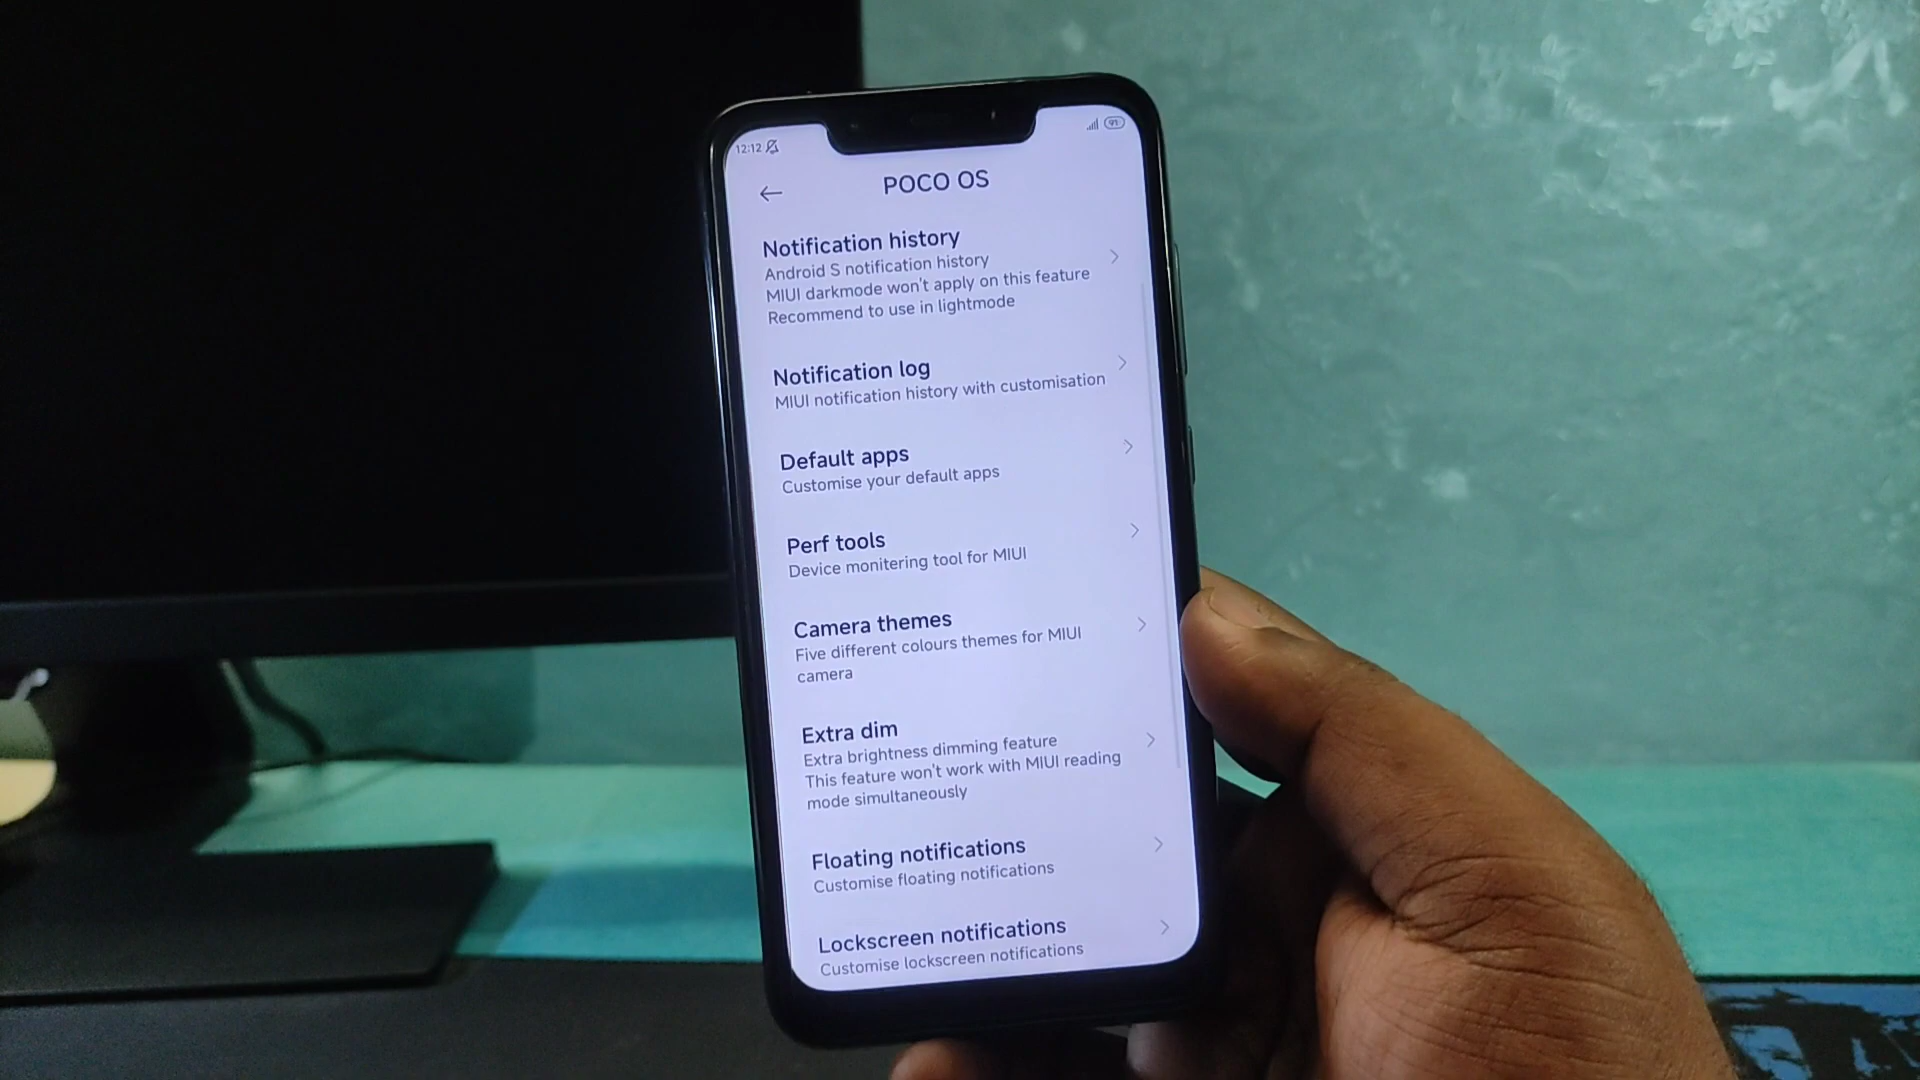 12:12
91
POCO OS
Notification history
Android S notification history
MIUI darkmode won't apply on this feature
Recommend to use in lightmode
Notification log
MIUI notification history with customisation
Default apps
Customise your default apps
Perf tools
Device monitering tool for MIUI
Camera themes
Five different colours themes for MIUI
camera
Extra dim
Extra brightness dimming feature
This feature won't work with MIUI reading
mode simultaneously
Floating notifications
Customise floating notifications
Lockscreen notifications
Customise lockscreen notifications